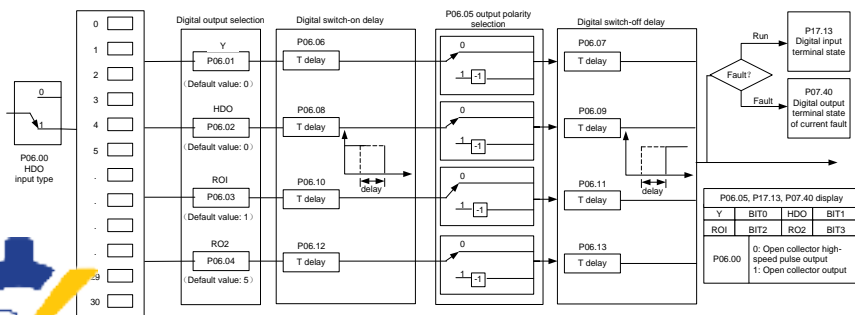 0
1
2
3
4
5
.
.
.
.
29
30
0
1
P06.00
HDO
input type
Digital output selection
Y
P06.01
(Default value: 0)
HDO
P06.02
(Default value: 0)
ROI
P06.03
(Default value: 1)
RO2
P06.04
(Default value: 5)
Digital switch-on delay
P06.06
T delay
P06.08
T delay
delay
P06.10
T delay
P06.12
T delay
P06.05 output polarity
selection
0
1
-1
0
1
-1
0
1
-1
0
1
-1
Digital switch-off delay
P06.07
T delay
P06.09
T delay
delay
P06.11
T delay
P06.13
T delay
Fault?
Run
Fault
P17.13
Digital input
terminal state
P07.40
Digital output
terminal state
of current fault
P06.05, P17.13, P07.40 display
Y BIT0 HDO BIT1
ROI BIT2 RO2 BIT3
P06.00
0: Open collector high-
speed pulse output
1: Open collector output